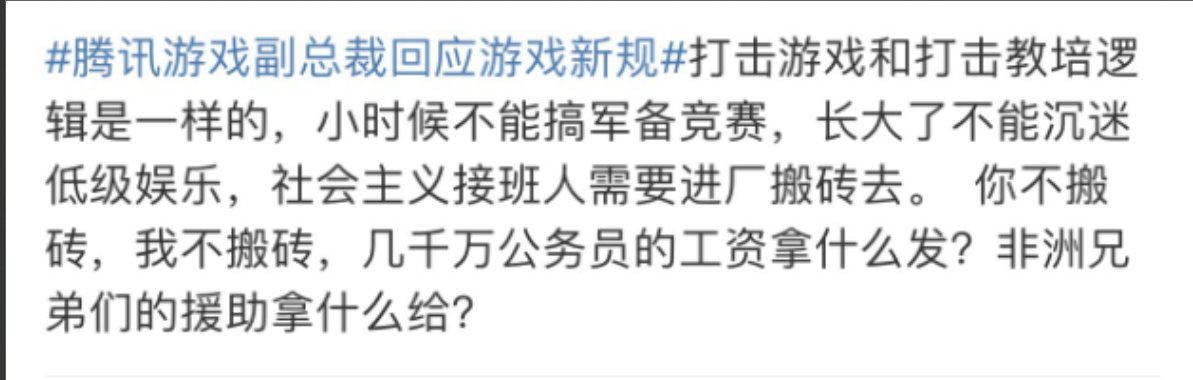 #腾讯游戏副总裁回应游戏新规#打击游戏和打击教培逻
辑是一样的，小时候不能搞军备竞赛，长大了不能沉迷
低级娱乐，社会主义接班人需要进厂搬砖去。 你不搬
砖，我不搬砖，几千万公务员的工资拿什么发？非洲兄
弟们的援助拿什么给？